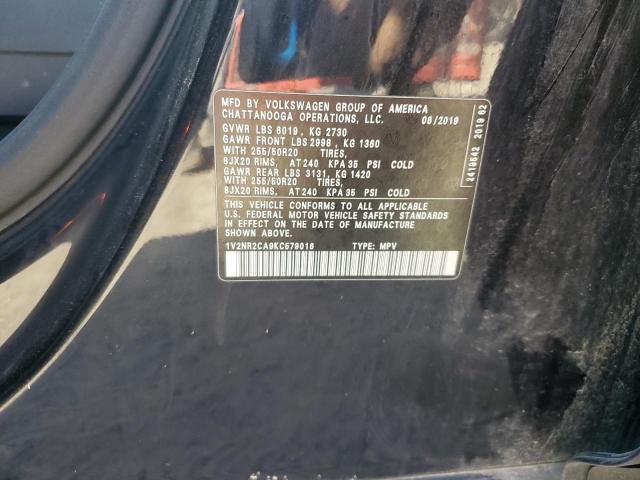 MFD BY VOLKSWAGEN GROUP OF AMERICA
CHATTANOOGA OPERATIONS, LLC. 06/2019
GVWR LBS 6019, KG 2730
GAWR FRONT LBS 2998, KG 1360
WITH 255/50R20 TIRES,
8JX20 RIMS, AT 240 KPA 35 PSI COLD
GAWR REAR LBS 3131, KG 1420
WITH 255/50R20 TIRES,
8JX20 RIMS, AT 240 KPA 35 PSI COLD
THIS VEHICLE CONFORMS TO ALL APPLICABLE
U.S. FEDERAL MOTOR VEHICLE SAFETY STANDARDS
IN EFFECT ON THE DATE OF MANUFACTURE
SHOWN ABOVE.
1V2NR2CA9KC579016 TYPE: MPV
2419542 2019 62